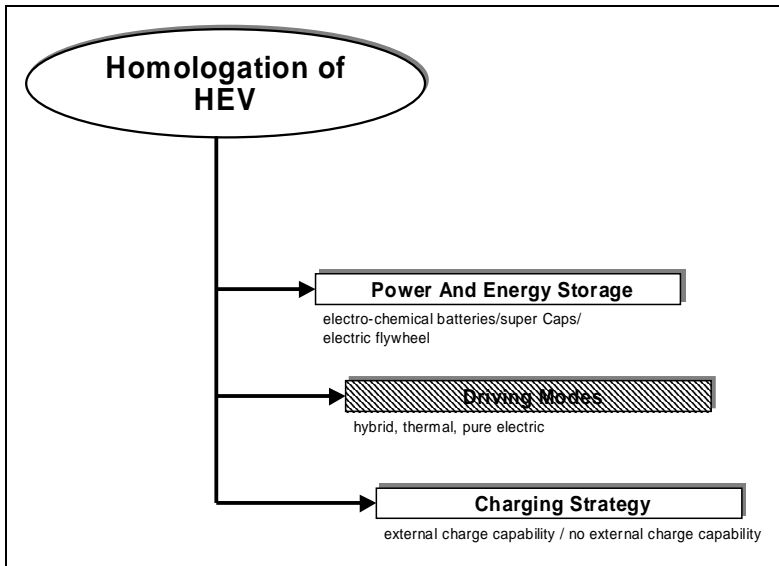 Homologation of
HEV
Power And Energy Storage
electro-chemical batteries/super Caps/
electric flywheel
Driving Modes
hybrid, thermal, pure electric
Charging Strategy
external charge capability / no external charge capability